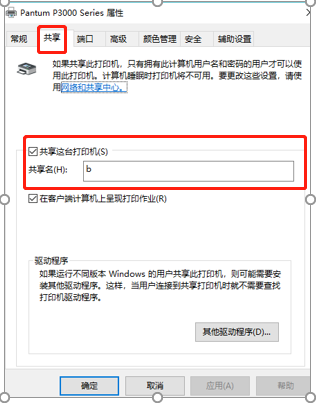 Pantum P3000 Series 属性
常规 共享 端口 高级 颜色管理 安全 辅助设置
如果共享此打印机，只有拥有此计算机用户名和密码的用户才可以使
用此打印机。计算机睡眠时打印机将不可用。要更改这些设置，请使
用网络和共享中心。
共享这台打印机(S)
共享名(H): b
在客户端计算机上呈现打印作业(R)
驱动程序
如果运行不同版本 Windows 的用户共享此打印机，则可能需要安
装其他驱动程序。这样，当用户连接到共享打印机时就不需要查找
打印机驱动程序。
其他驱动程序(D)...
确定 取消 应用(A) 帮助